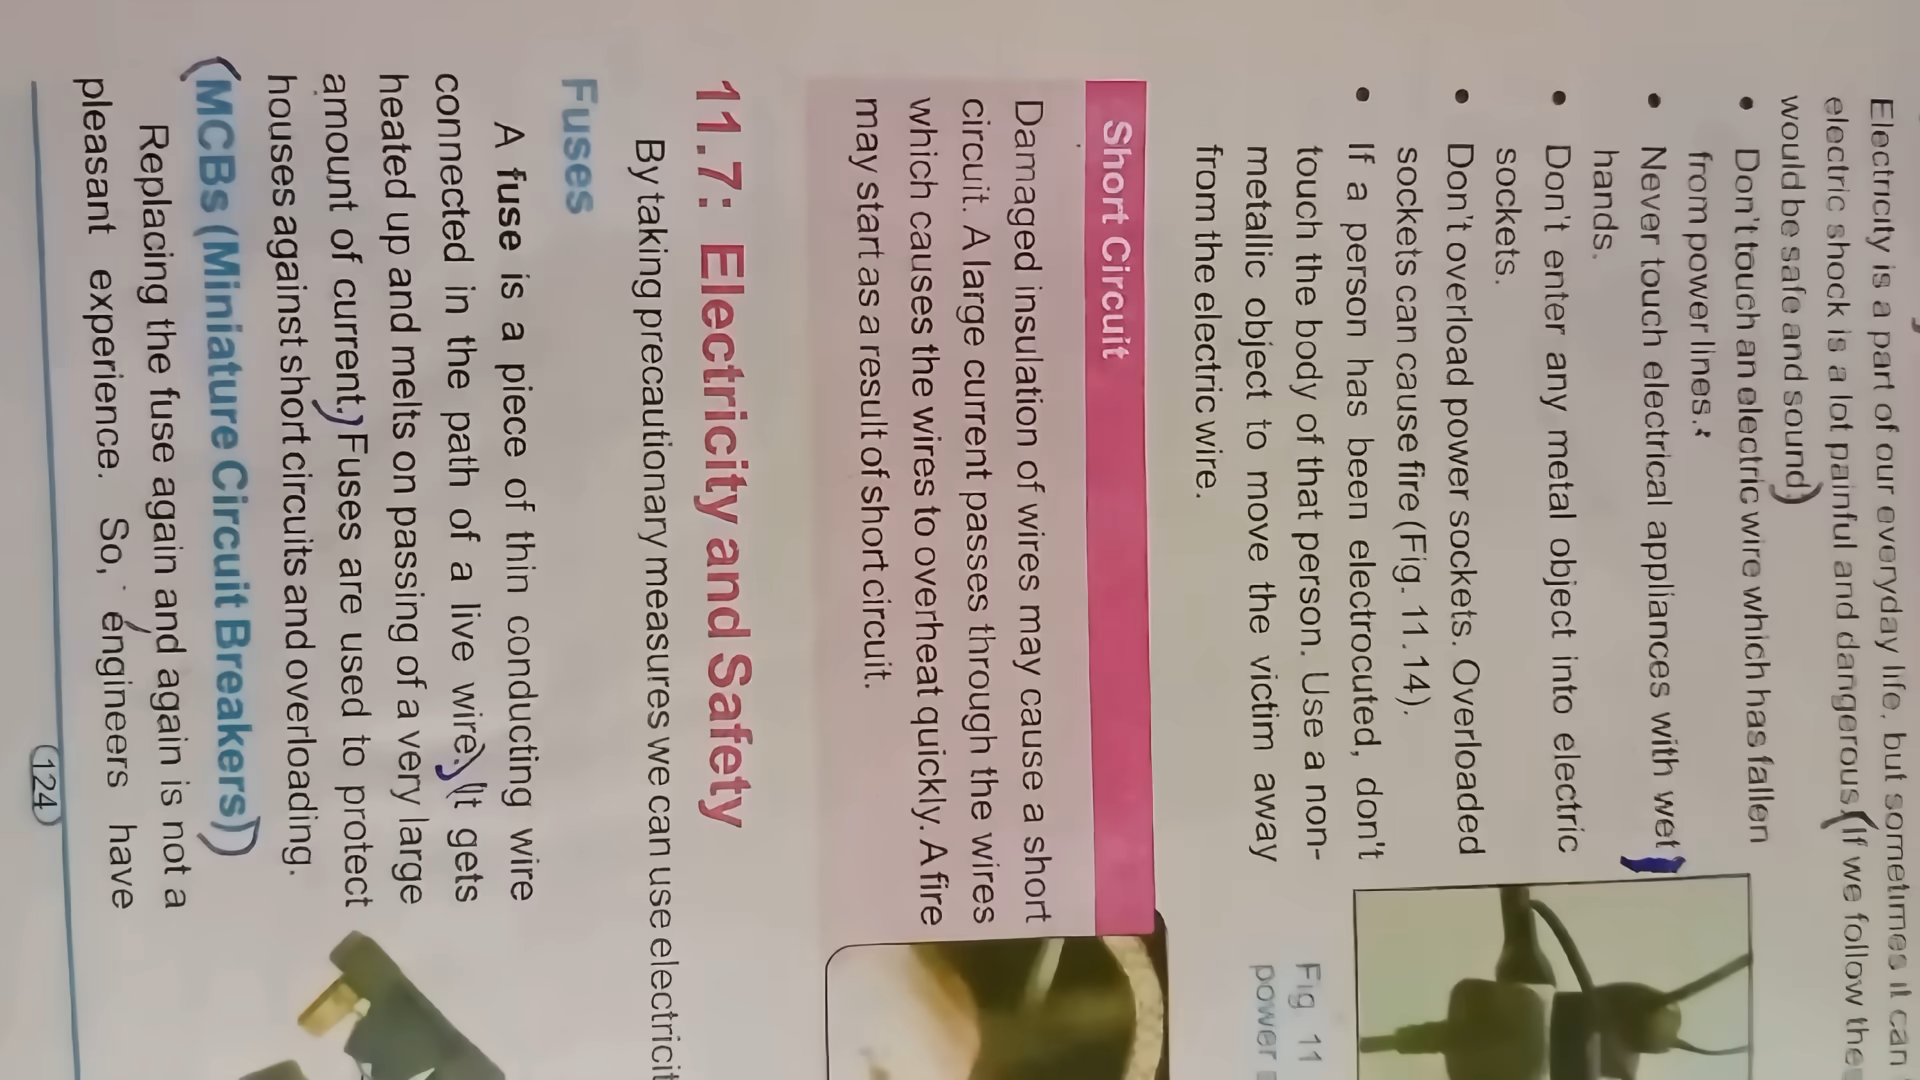 Electricity is a part of our everyday life, but sometimes it can
electric shock is a lot painful and dangerous. (If we follow
would be safe and sound)
• Don't touch an electric wire which has fallen
from power lines.
• Never touch electrical appliances with wet
hands.
• Don't enter any metal object into electric
sockets.
• Don't overload power sockets. Overloaded
sockets can cause fire (Fig. 11.14).
• If a person has been electrocuted, don't
touch the body of that person. Use a non-
metallic object to move the victim away
from the electric wire.
Fig 11
power
Short Circuit
Damaged insulation of wires may cause a short
circuit. A large current passes through the wires
which causes the wires to overheat quickly. A fire
may start as a result of short circuit.
11.7: Electricity and Safety
By taking precautionary measures we can use
Fuses
A fuse is a piece of thin conducting wire
connected in the path of a live wire.) (It gets
heated up and melts on passing of a very large
amount of current.) Fuses are used to protect
houses against short circuits and overloading.
(MCBs (Miniature Circuit Breakers))
Replacing the fuse again and again is not a
pleasant experience. So, engineers have
124